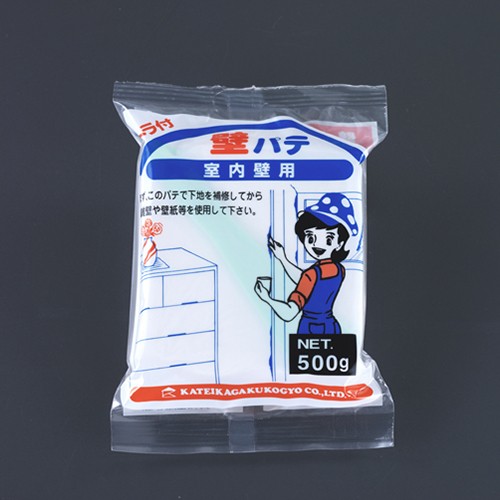 ヘラ付
壁パテ
室内壁用
ず、このパテで下地を補修してから
壁や壁紙等を使用して下さい。
NET.
500g
KATEIKAGAKUKOGYO CO.,LTD.